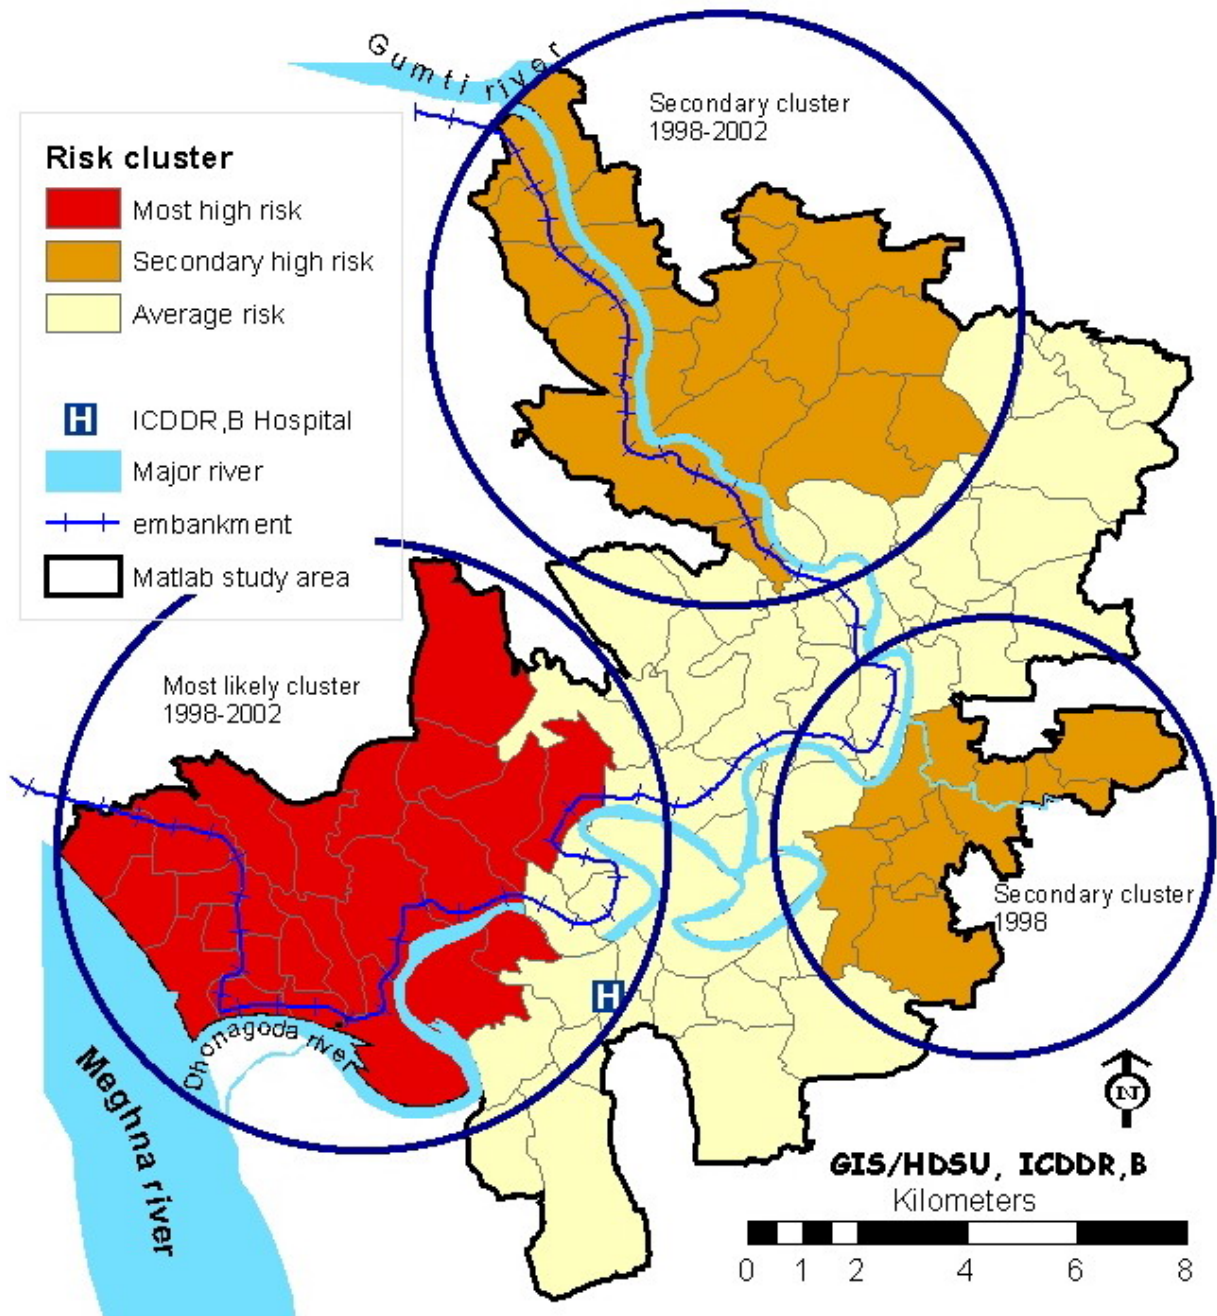 Gumti river
Secondary cluster
1998-2002
Risk cluster
Most high risk
Secondary high risk
Average risk
H
ICDDR,B Hospital
Major river
embankment
Matlab study area
Most likely cluster
1998-2002
Secondary cluster
1998
H
Dhonagoda river
Meghna river
N
GIS/HDSU, ICDDR,B
Kilometers
0 1 2 4 6 8